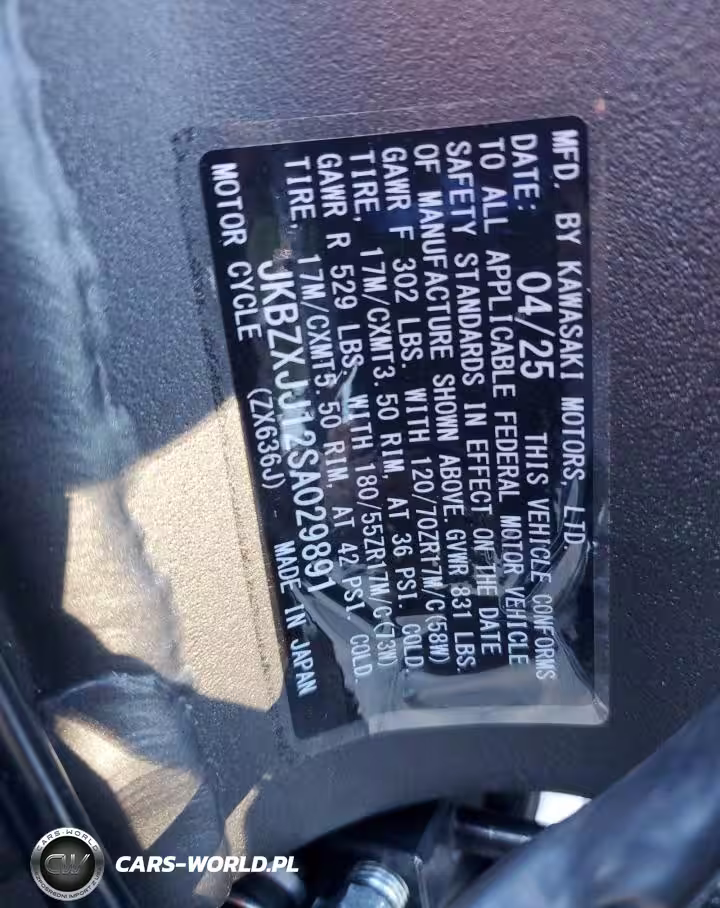 MFD. BY KAWASAKI MOTORS, LTD.
DATE: 04/25 THIS VEHICLE CONFORMS
TO ALL APPLICABLE FEDERAL MOTOR VEHICLE
SAFETY STANDARDS IN EFFECT ON THE DATE
OF MANUFACTURE SHOWN ABOVE. GVWR 831 LBS.
GAWR F 302 LBS. WITH 120/70ZR17M/C(58W)
TIRE, 17M/CXMT3.50 RIM, AT 36 PSI. COLD.
GAWR R 529 LBS. WITH 180/55ZR17M/C(73W)
TIRE, 17M/CXMT5.50 RIM, AT 42 PSI. COLD.
JKBZXJJ12SA029891
MOTOR CYCLE (ZX636J) MADE IN JAPAN
CARS-WORLD
CW
CARS-WORLD.PL